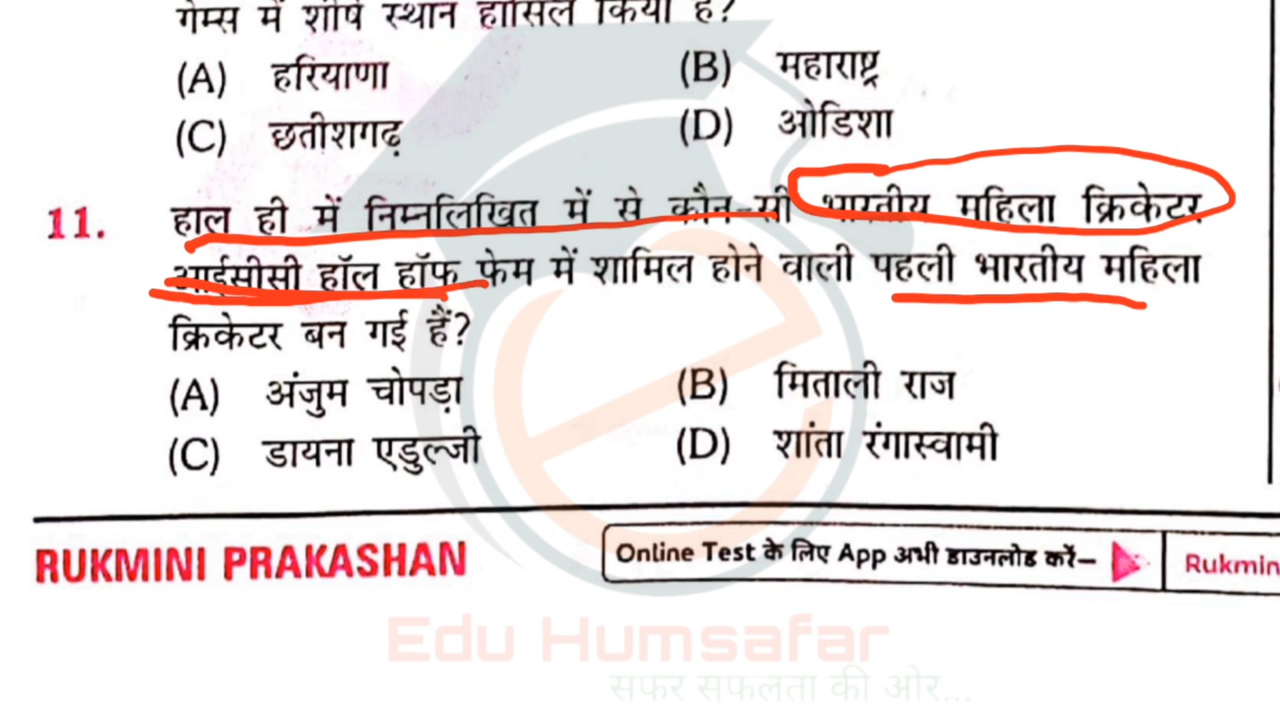 गेम्स में शीर्ष स्थान हासिल किया है?
(A) हरियाणा (B) महाराष्ट्र
(C) छतीशगढ़ (D) ओडिशा
11. हाल ही में निम्नलिखित में से कौन-सी भारतीय महिला क्रिकेटर
आईसीसी हॉल हॉफ फेम में शामिल होने वाली पहली भारतीय महिला
क्रिकेटर बन गई हैं?
(A) अंजुम चोपड़ा (B) मिताली राज
(C) डायना एडुल्जी (D) शांता रंगास्वामी
RUKMINI PRAKASHAN Online Test के लिए App अभी डाउनलोड करें– Rukmin
Edu Humsafar
सफर सफलता की ओर...